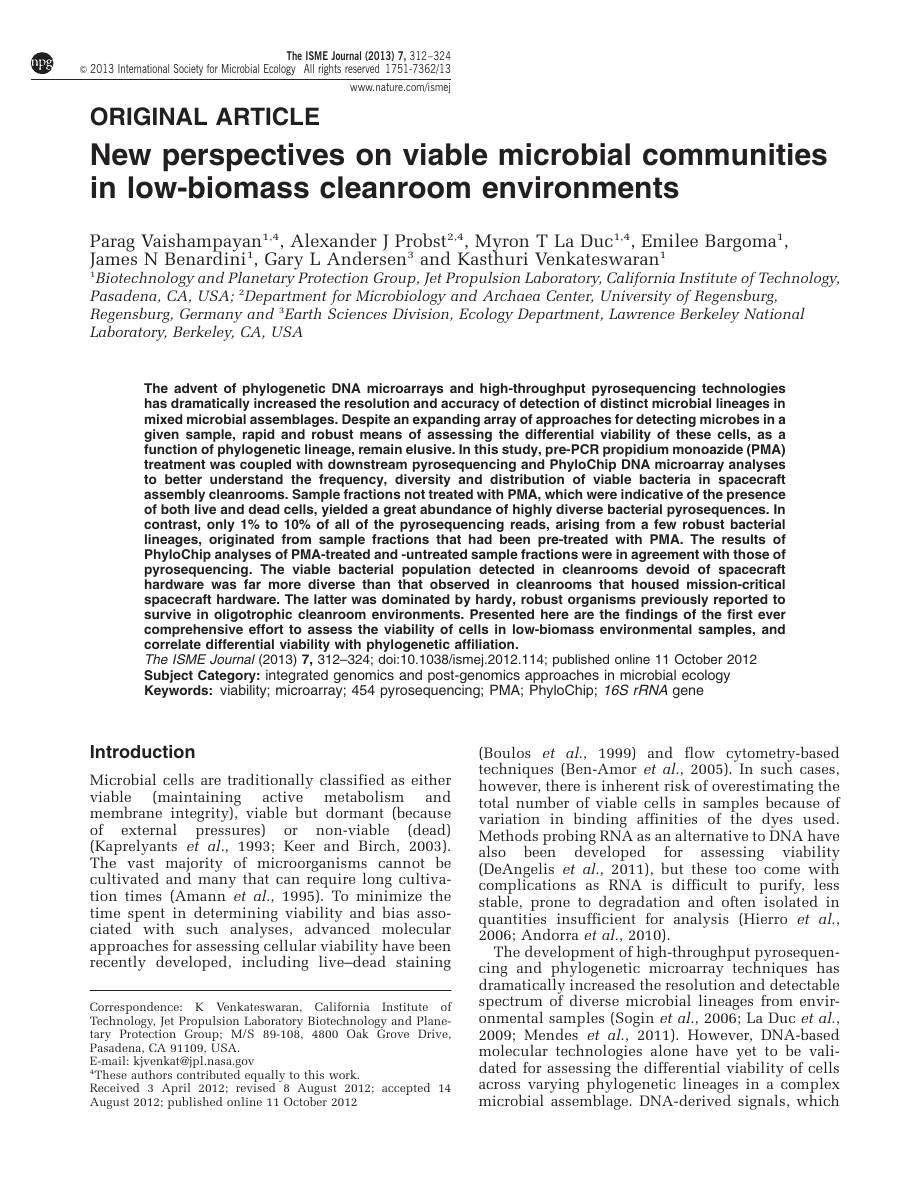 npg
The ISME Journal (2013) 7, 312–324
© 2013 International Society for Microbial Ecology All rights reserved 1751-7362/13
www.nature.com/ismej
ORIGINAL ARTICLE
New perspectives on viable microbial communities
in low-biomass cleanroom environments
Parag Vaishampayan1,4, Alexander J Probst2,4, Myron T La Duc1,4, Emilee Bargoma1,
James N Benardini1, Gary L Andersen3 and Kasthuri Venkateswaran1
1Biotechnology and Planetary Protection Group, Jet Propulsion Laboratory, California Institute of Technology,
Pasadena, CA, USA; 2Department for Microbiology and Archaea Center, University of Regensburg,
Regensburg, Germany and 3Earth Sciences Division, Ecology Department, Lawrence Berkeley National
Laboratory, Berkeley, CA, USA
The advent of phylogenetic DNA microarrays and high-throughput pyrosequencing technologies
has dramatically increased the resolution and accuracy of detection of distinct microbial lineages in
mixed microbial assemblages. Despite an expanding array of approaches for detecting microbes in a
given sample, rapid and robust means of assessing the differential viability of these cells, as a
function of phylogenetic lineage, remain elusive. In this study, pre-PCR propidium monoazide (PMA)
treatment was coupled with downstream pyrosequencing and PhyloChip DNA microarray analyses
to better understand the frequency, diversity and distribution of viable bacteria in spacecraft
assembly cleanrooms. Sample fractions not treated with PMA, which were indicative of the presence
of both live and dead cells, yielded a great abundance of highly diverse bacterial pyrosequences. In
contrast, only 1% to 10% of all of the pyrosequencing reads, arising from a few robust bacterial
lineages, originated from sample fractions that had been pre-treated with PMA. The results of
PhyloChip analyses of PMA-treated and -untreated sample fractions were in agreement with those of
pyrosequencing. The viable bacterial population detected in cleanrooms devoid of spacecraft
hardware was far more diverse than that observed in cleanrooms that housed mission-critical
spacecraft hardware. The latter was dominated by hardy, robust organisms previously reported to
survive in oligotrophic cleanroom environments. Presented here are the findings of the first ever
comprehensive effort to assess the viability of cells in low-biomass environmental samples, and
correlate differential viability with phylogenetic affiliation.
The ISME Journal (2013) 7, 312–324; doi:10.1038/ismej.2012.114; published online 11 October 2012
Subject Category: integrated genomics and post-genomics approaches in microbial ecology
Keywords: viability; microarray; 454 pyrosequencing; PMA; PhyloChip; 16S rRNA gene
Introduction
Microbial cells are traditionally classified as either
viable (maintaining active metabolism and
membrane integrity), viable but dormant (because
of external pressures) or non-viable (dead)
(Kaprelyants et al., 1993; Keer and Birch, 2003).
The vast majority of microorganisms cannot be
cultivated and many that can require long cultiva-
tion times (Amann et al., 1995). To minimize the
time spent in determining viability and bias asso-
ciated with such analyses, advanced molecular
approaches for assessing cellular viability have been
recently developed, including live–dead staining
Correspondence: K Venkateswaran, California Institute of
Technology, Jet Propulsion Laboratory Biotechnology and Plane-
tary Protection Group; M/S 89-108, 4800 Oak Grove Drive,
Pasadena, CA 91109, USA.
E-mail: kjvenkat@jpl.nasa.gov
4These authors contributed equally to this work.
Received 3 April 2012; revised 8 August 2012; accepted 14
August 2012; published online 11 October 2012
(Boulos et al., 1999) and flow cytometry-based
techniques (Ben-Amor et al., 2005). In such cases,
however, there is inherent risk of overestimating the
total number of viable cells in samples because of
variation in binding affinities of the dyes used.
Methods probing RNA as an alternative to DNA have
also been developed for assessing viability
(DeAngelis et al., 2011), but these too come with
complications as RNA is difficult to purify, less
stable, prone to degradation and often isolated in
quantities insufficient for analysis (Hierro et al.,
2006; Andorra et al., 2010).
The development of high-throughput pyrosequen-
cing and phylogenetic microarray techniques has
dramatically increased the resolution and detectable
spectrum of diverse microbial lineages from envir-
onmental samples (Sogin et al., 2006; La Duc et al.,
2009; Mendes et al., 2011). However, DNA-based
molecular technologies alone have yet to be vali-
dated for assessing the differential viability of cells
across varying phylogenetic lineages in a complex
microbial assemblage. DNA-derived signals, which